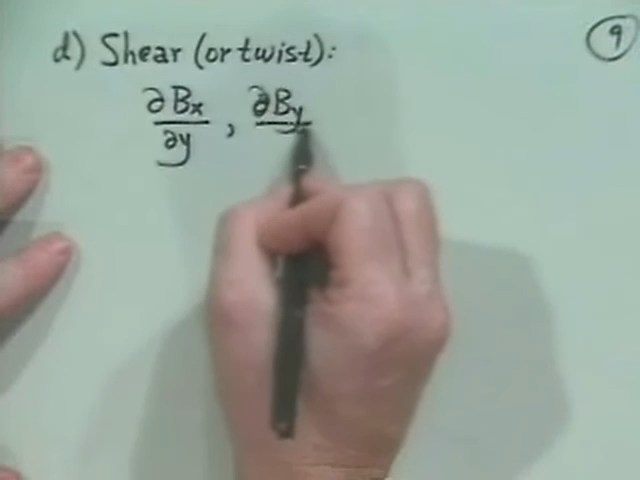 d) Shear (or twist):
9
∂Bx/∂y , ∂By